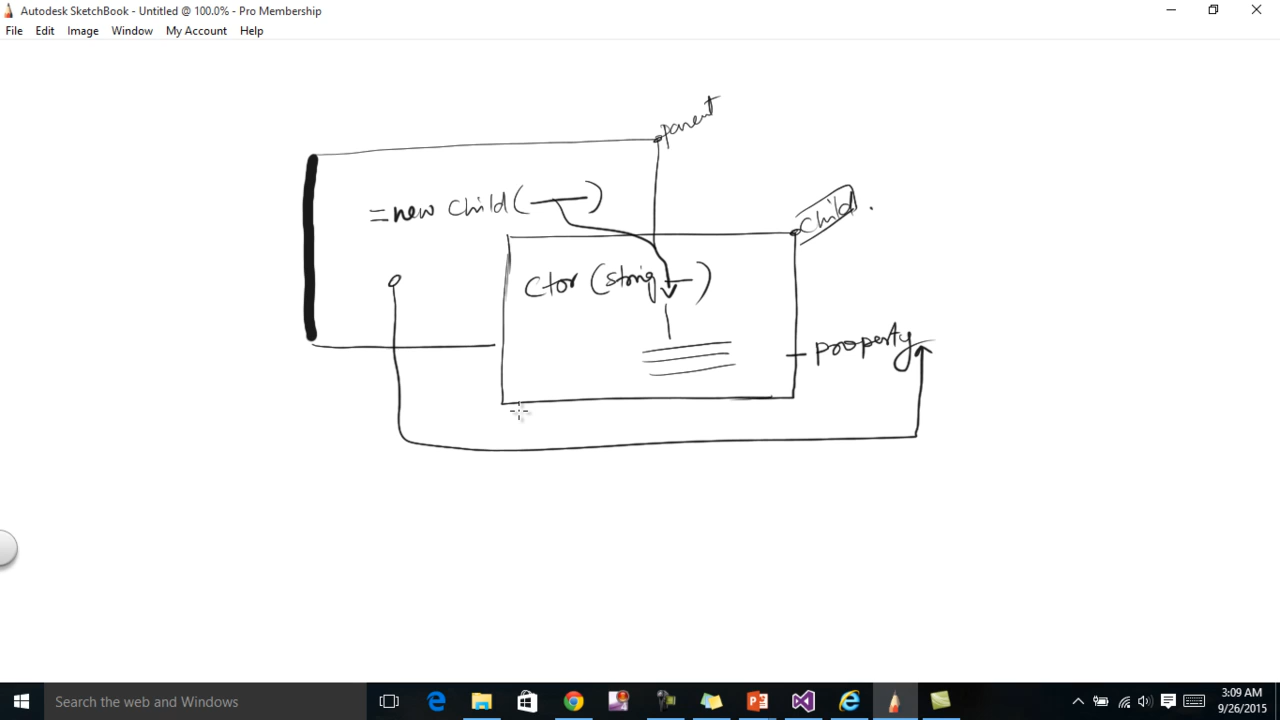 Autodesk SketchBook - Untitled @ 100.0% - Pro Membership
File Edit Image Window My Account Help
parent
=new Child( )
child.
Ctor (string )
property
Search the web and Windows
3:09 AM
9/26/2015